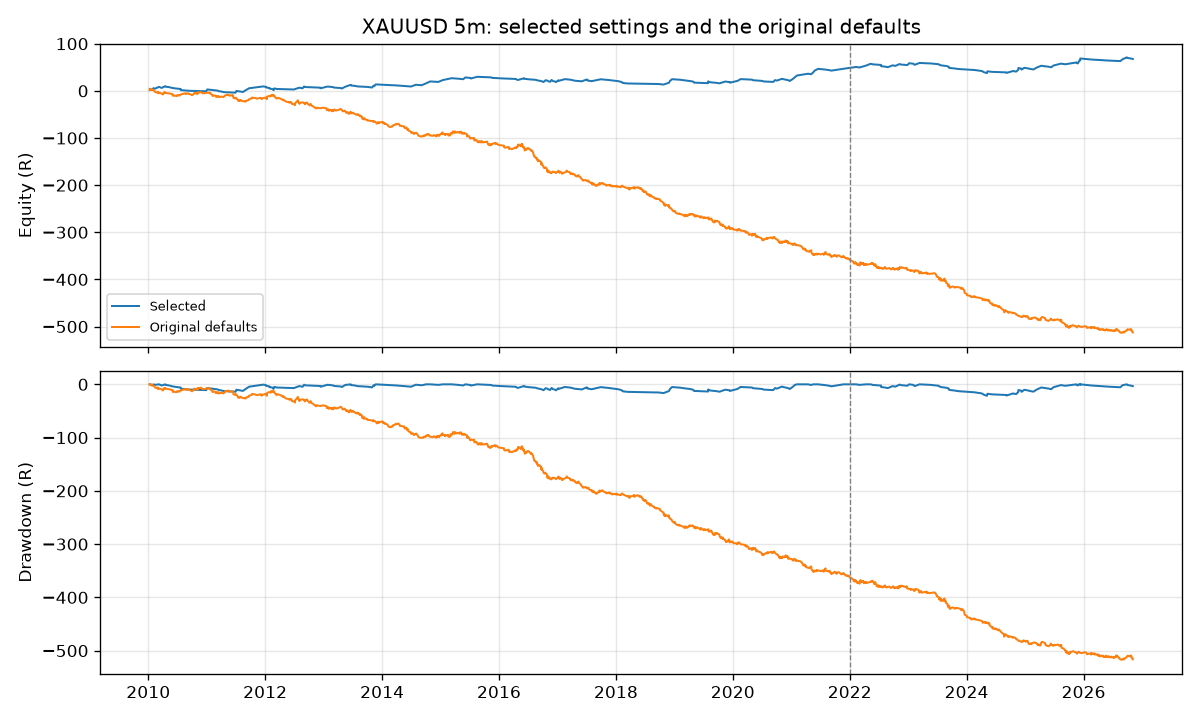 XAUUSD 5m: selected settings and the original defaults
Equity (R)
100
0
−100
−200
−300
−400
−500
Selected
Original defaults
Drawdown (R)
0
−100
−200
−300
−400
−500
2010 2012 2014 2016 2018 2020 2022 2024 2026